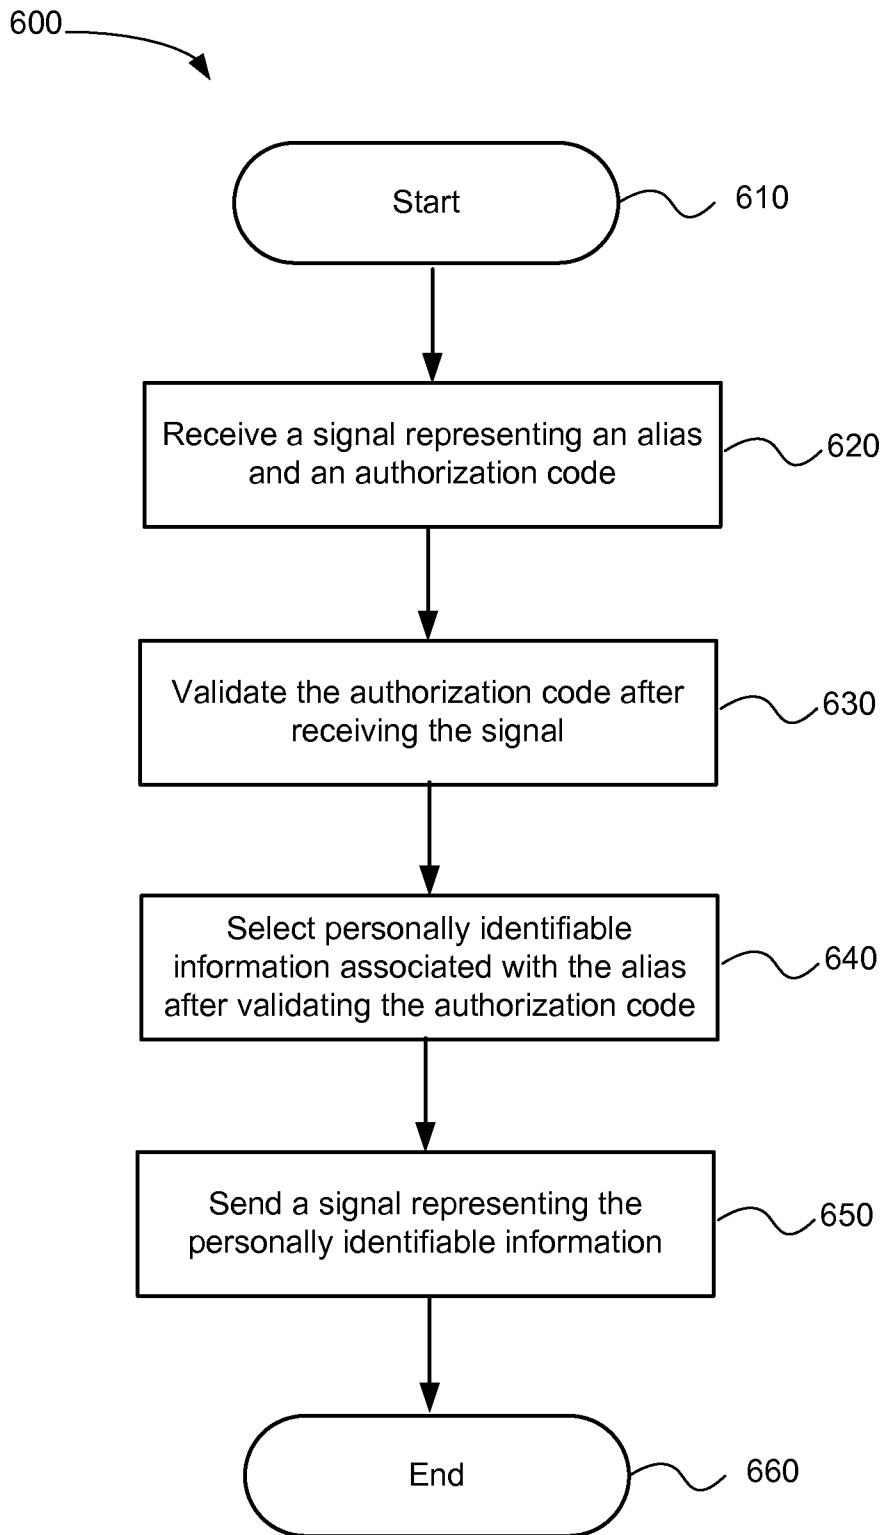 600
Start
610
Receive a signal representing an alias
and an authorization code
620
Validate the authorization code after
receiving the signal
630
Select personally identifiable
information associated with the alias
after validating the authorization code
640
Send a signal representing the
personally identifiable information
650
End
660